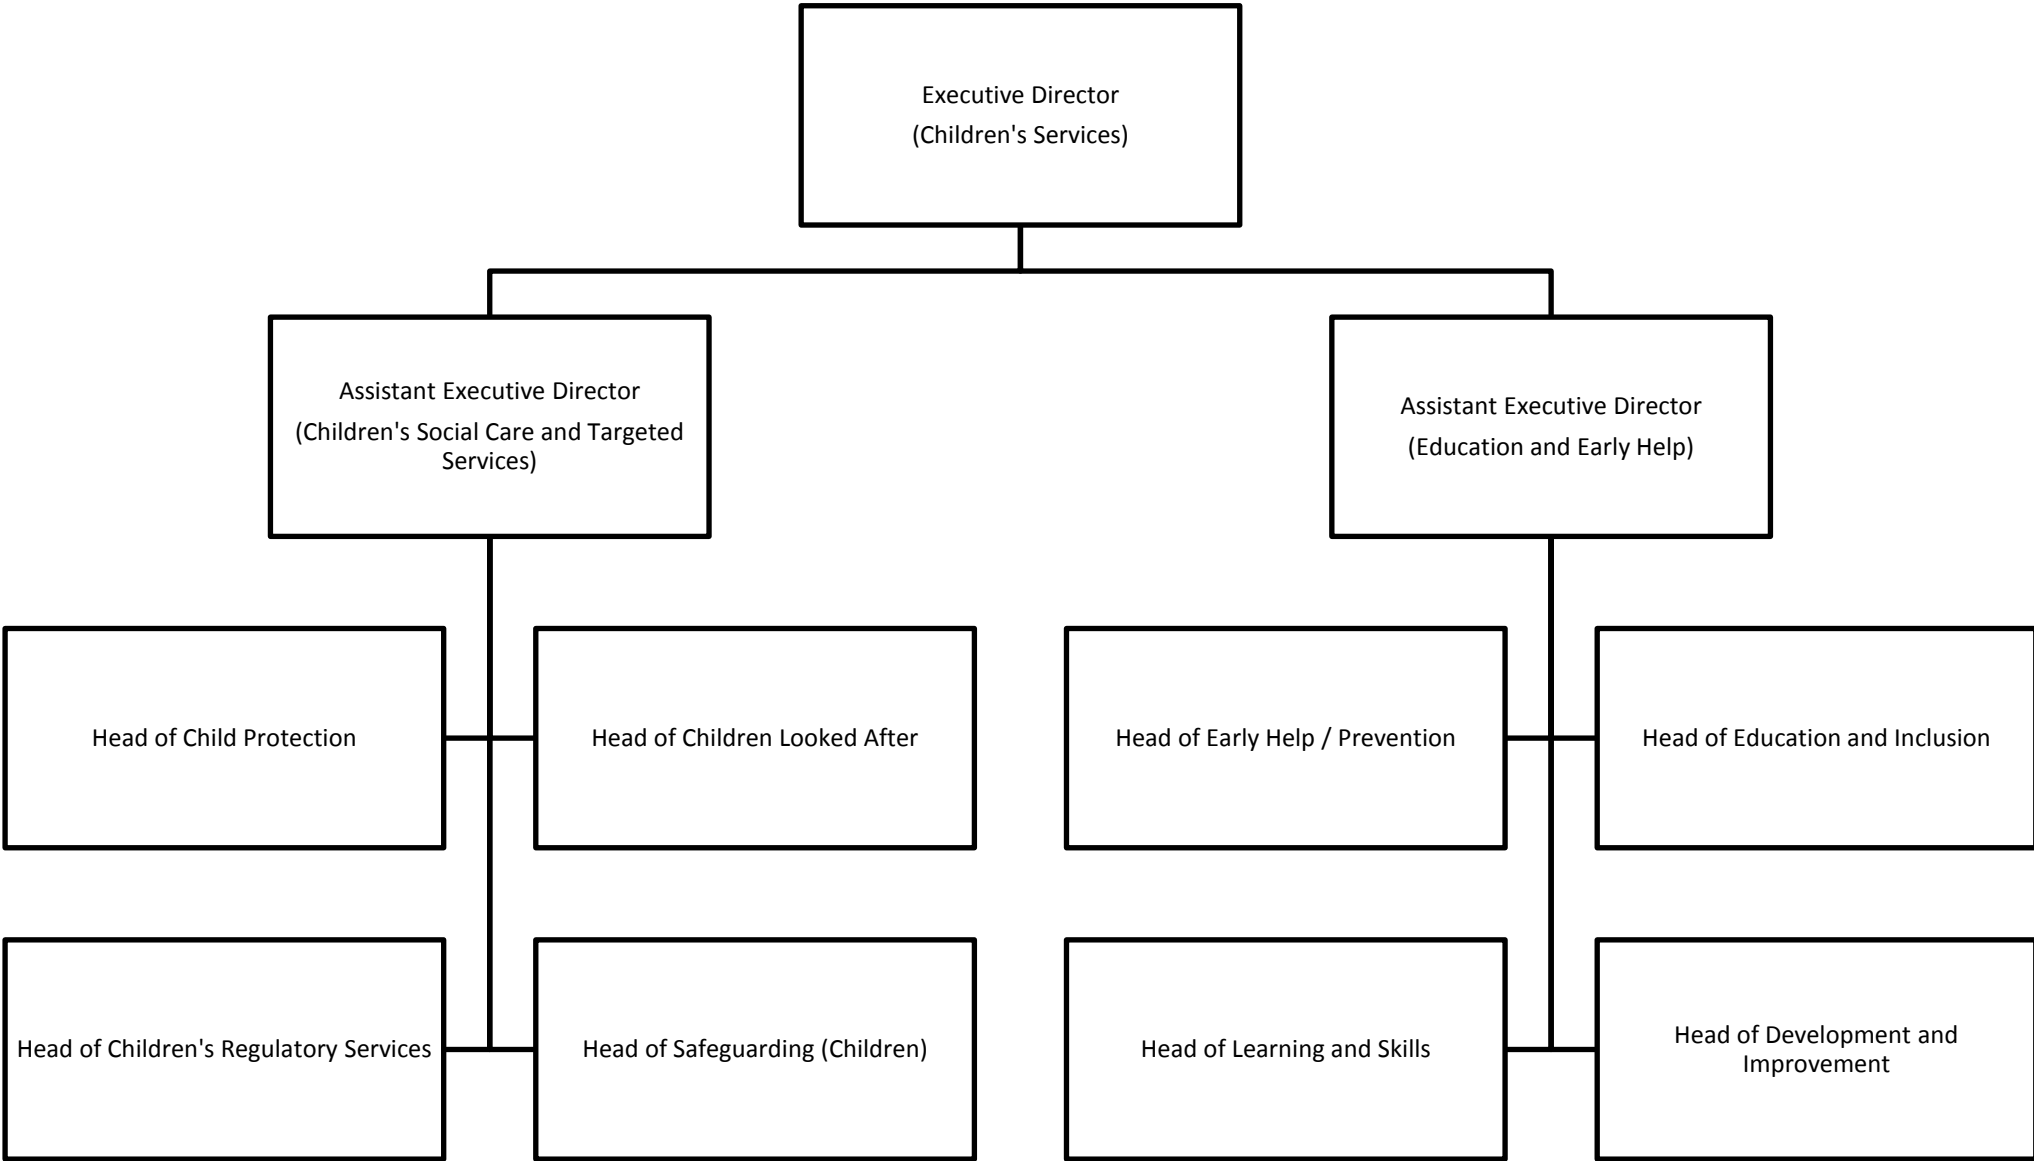 Executive Director
(Children's Services)
Assistant Executive Director
(Children's Social Care and Targeted
Services)
Assistant Executive Director
(Education and Early Help)
Head of Child Protection
Head of Children Looked After
Head of Early Help / Prevention
Head of Education and Inclusion
Head of Children's Regulatory Services
Head of Safeguarding (Children)
Head of Learning and Skills
Head of Development and
Improvement